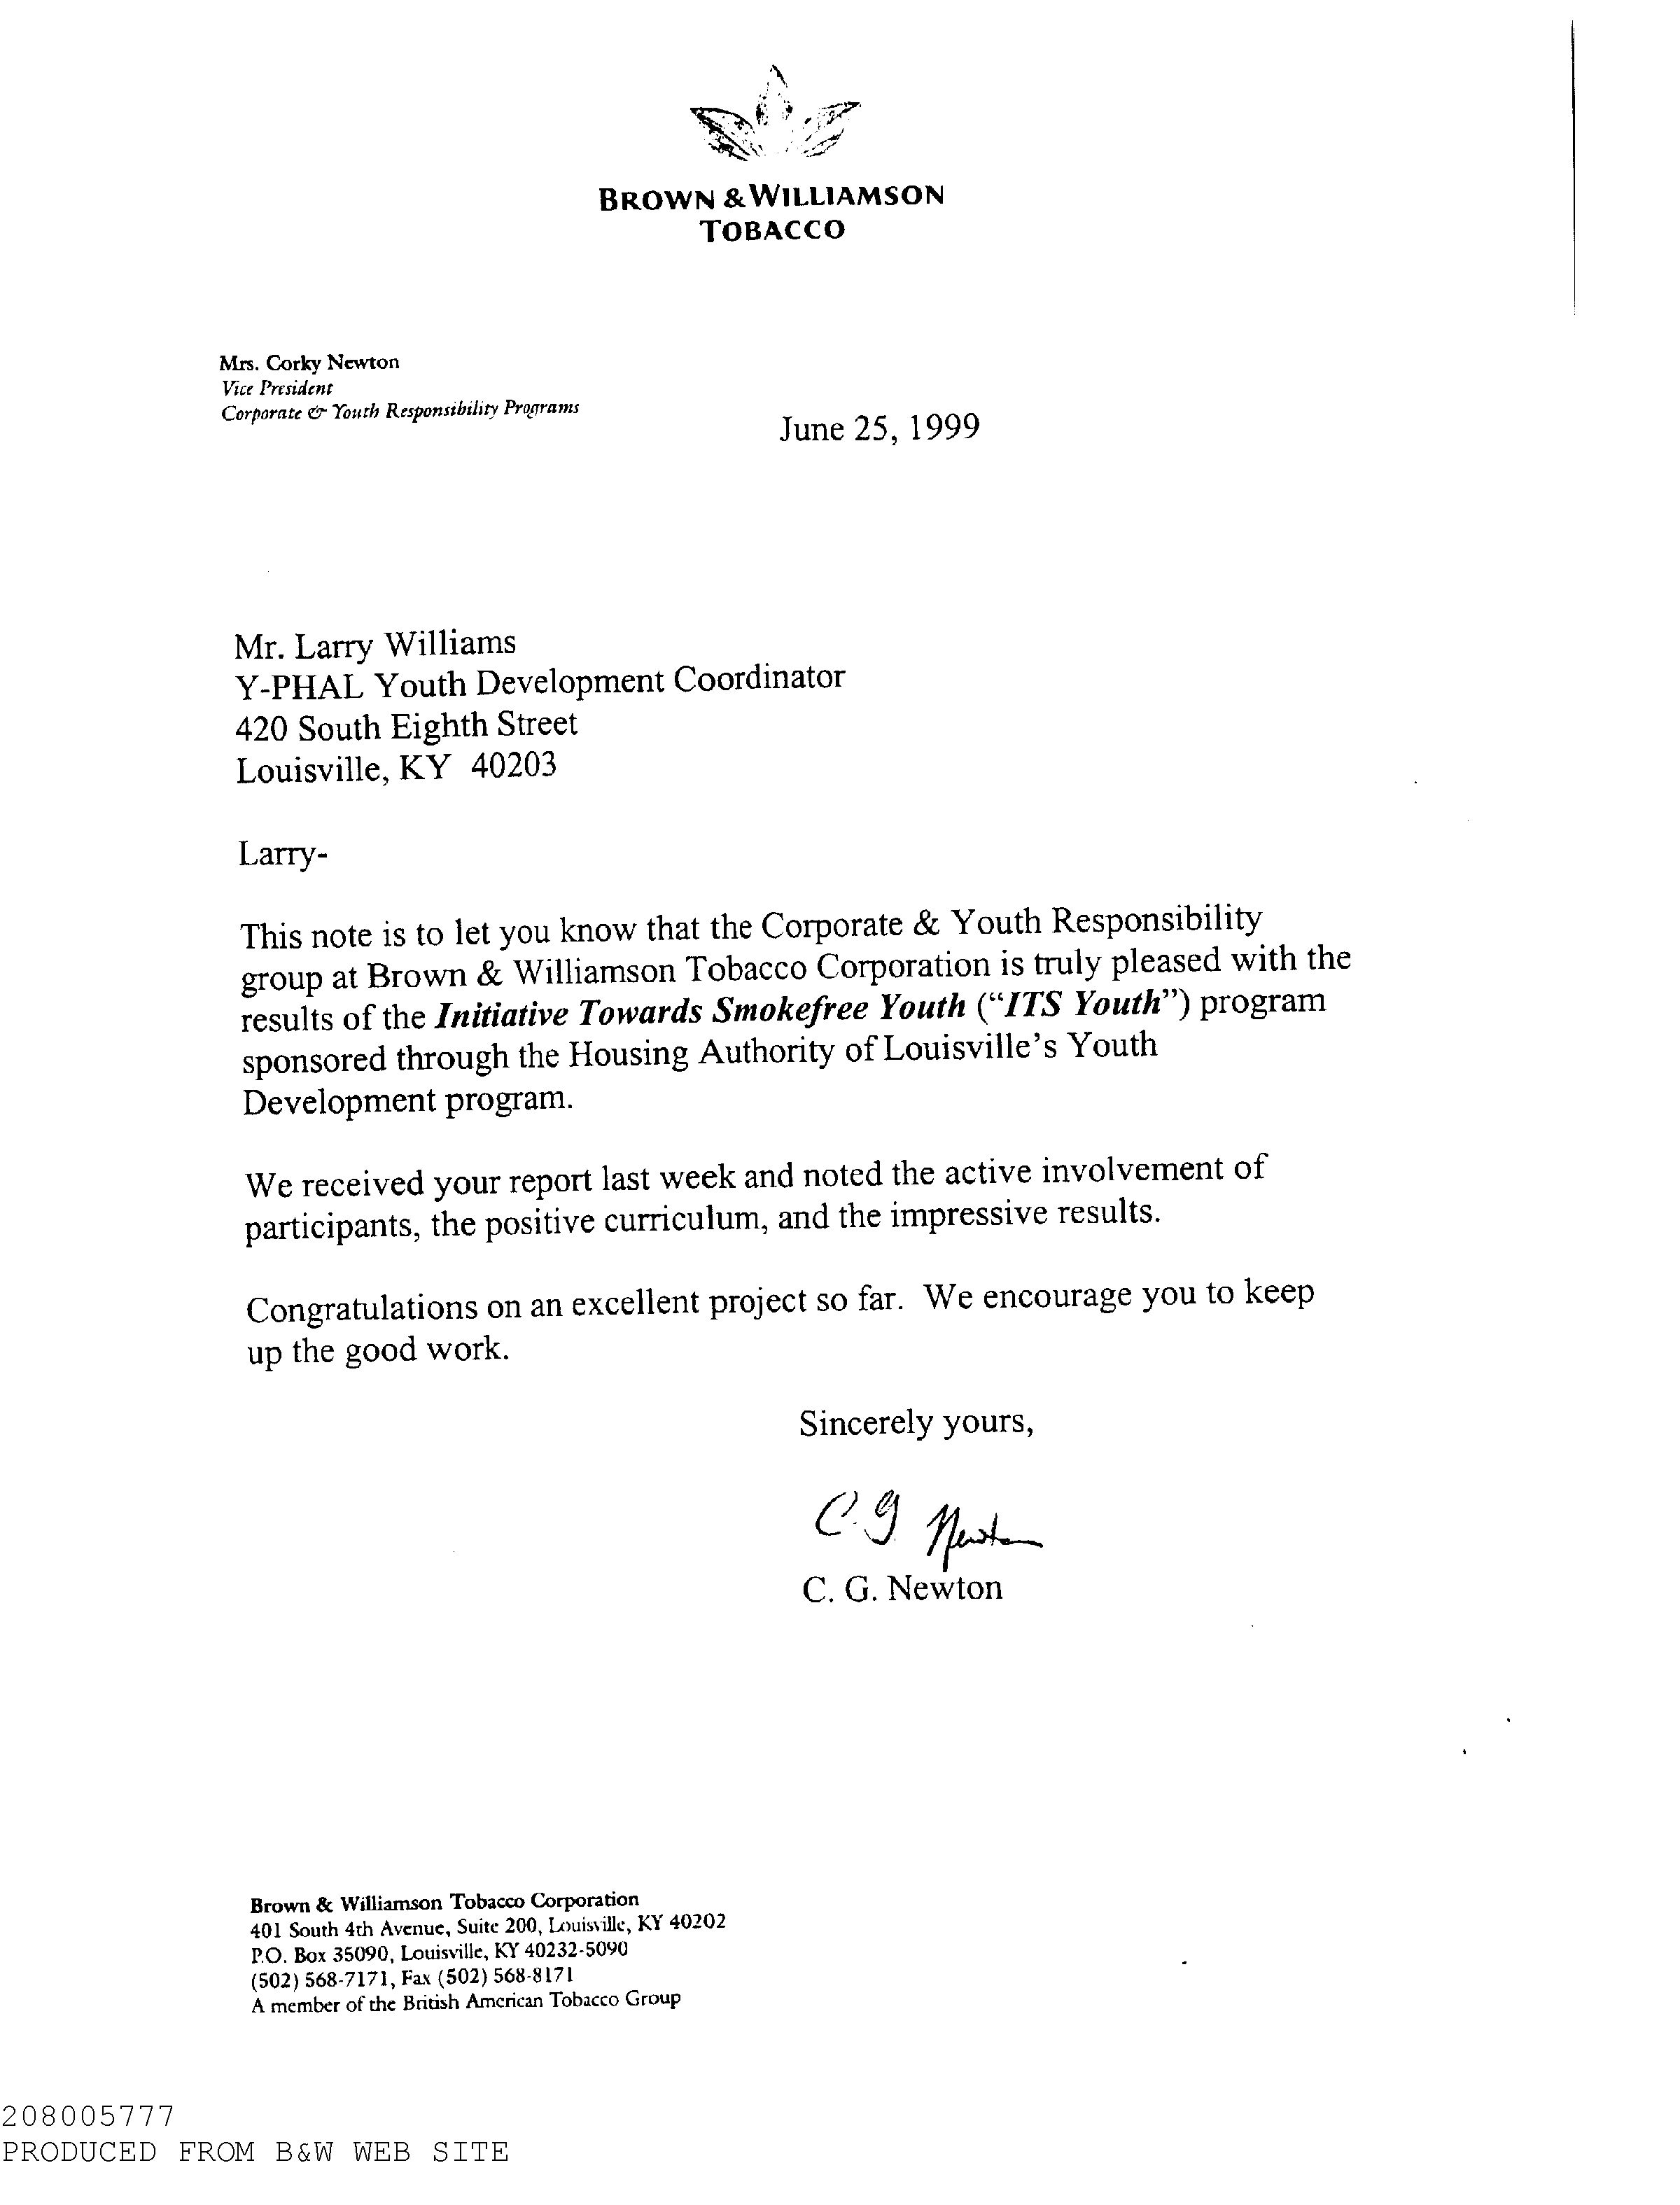 BROWN & WILLIAMSON
TOBACCO
Mrs. Corky Newton
Vice President
Corporate & Youth Responsibility Programs
June 25, 1999
Mr. Larry Williams
Y-PHAL Youth Development Coordinator
420 South Eighth Street
Louisville, KY 40203
Larry-
This note is to let you know that the Corporate & Youth Responsibility
group at Brown & Williamson Tobacco Corporation is truly pleased with the
results of the Initiative Towards Smokefree Youth (“ITS Youth”) program
sponsored through the Housing Authority of Louisville’s Youth
Development program.
We received your report last week and noted the active involvement of
participants, the positive curriculum, and the impressive results.
Congratulations on an excellent project so far. We encourage you to keep
up the good work.
Sincerely yours,
C. G Newton
C. G. Newton
Brown & Williamson Tobacco Corporation
401 South 4th Avenue, Suite 200, Louisville, KY 40202
P.O. Box 35090, Louisville, KY 40232-5090
(502) 568-7171, Fax (502) 568-8171
A member of the British American Tobacco Group
208005777
PRODUCED FROM B&W WEB SITE